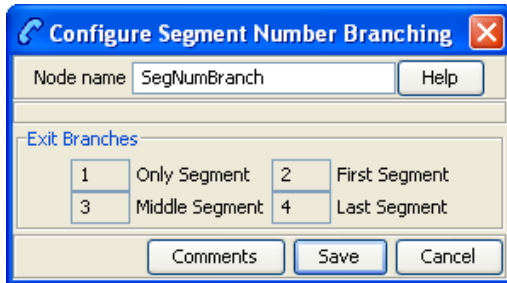 Configure Segment Number Branching
Node name SegNumBranch Help
Exit Branches
1 Only Segment 2 First Segment
3 Middle Segment 4 Last Segment
Comments Save Cancel